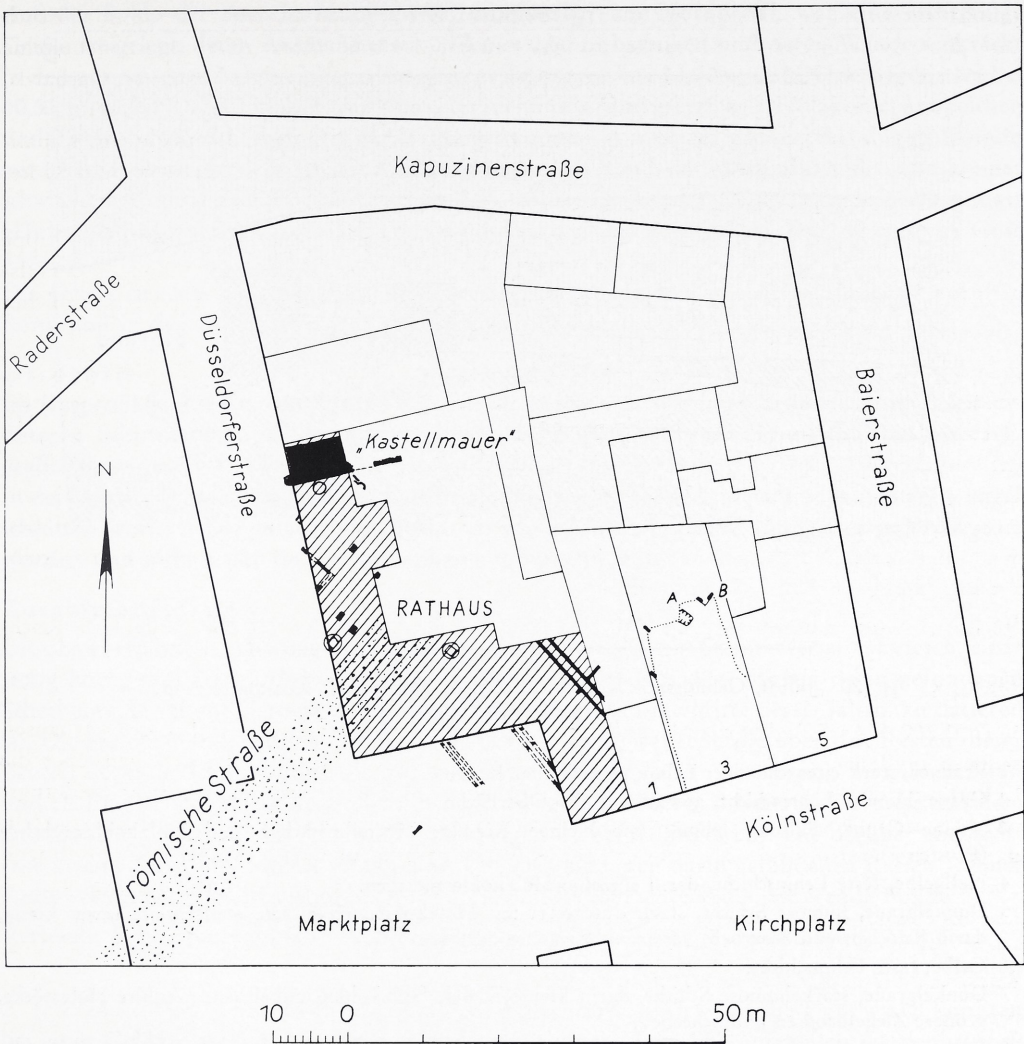 Kapuzinerstraße
Raderstraße
Düsseldorferstraße
Baierstraße
„Kastellmauer“
N
A
B
RATHAUS
römische Straße
1
3
5
Kölnstraße
Marktplatz
Kirchplatz
10 0 50 m